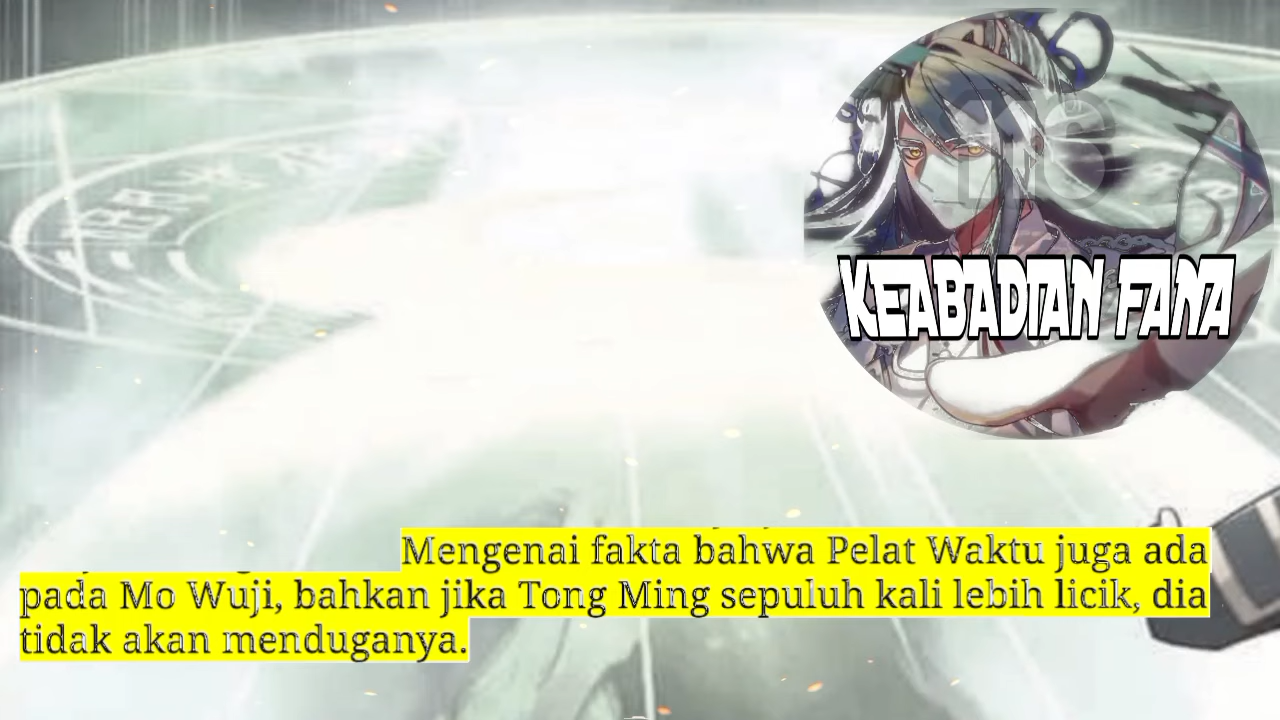 KEABADIAN FANA
Mengenai fakta bahwa Pelat Waktu juga ada
pada Mo Wuji, bahkan jika Tong Ming sepuluh kali lebih licik, dia
tidak akan menduganya.